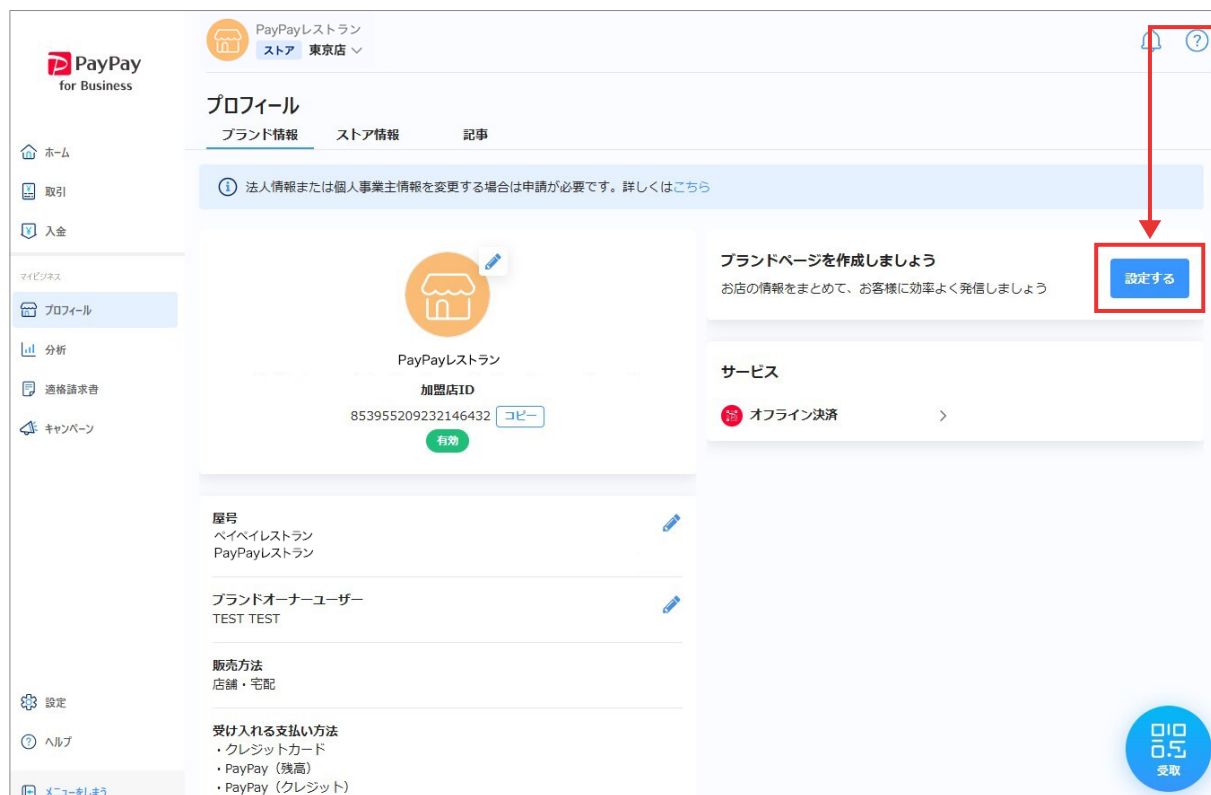 PayPay
for Business
PayPayレストラン
ストア 東京店
?
プロフィール
ブランド情報 ストア情報 記事
ホーム
取引
入金
マイビジネス
プロフィール
分析
適格請求書
キャンペーン
設定
ヘルプ
メニューをしまう
法人情報または個人事業主情報を変更する場合は申請が必要です。詳しくはこちら
PayPayレストラン
加盟店ID
853955209232146432 コピー
有効
屋号
ペイペイレストラン
PayPayレストラン
ブランドオーナーユーザー
TEST TEST
販売方法
店舗・宅配
受け入れる支払い方法
・クレジットカード
・PayPay（残高）
・PayPay（クレジット）
ブランドページを作成しましょう
お店の情報をまとめて、お客様に効率よく発信しましょう
設定する
サービス
オフライン決済
受取